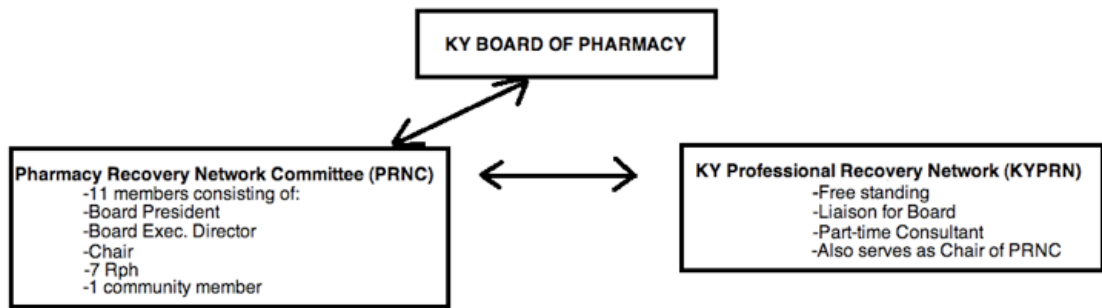 KY BOARD OF PHARMACY
Pharmacy Recovery Network Committee (PRNC)
-11 members consisting of:
-Board President
-Board Exec. Director
-Chair
-7 Rph
-1 community member
KY Professional Recovery Network (KYPRN)
-Free standing
-Liaison for Board
-Part-time Consultant
-Also serves as Chair of PRNC